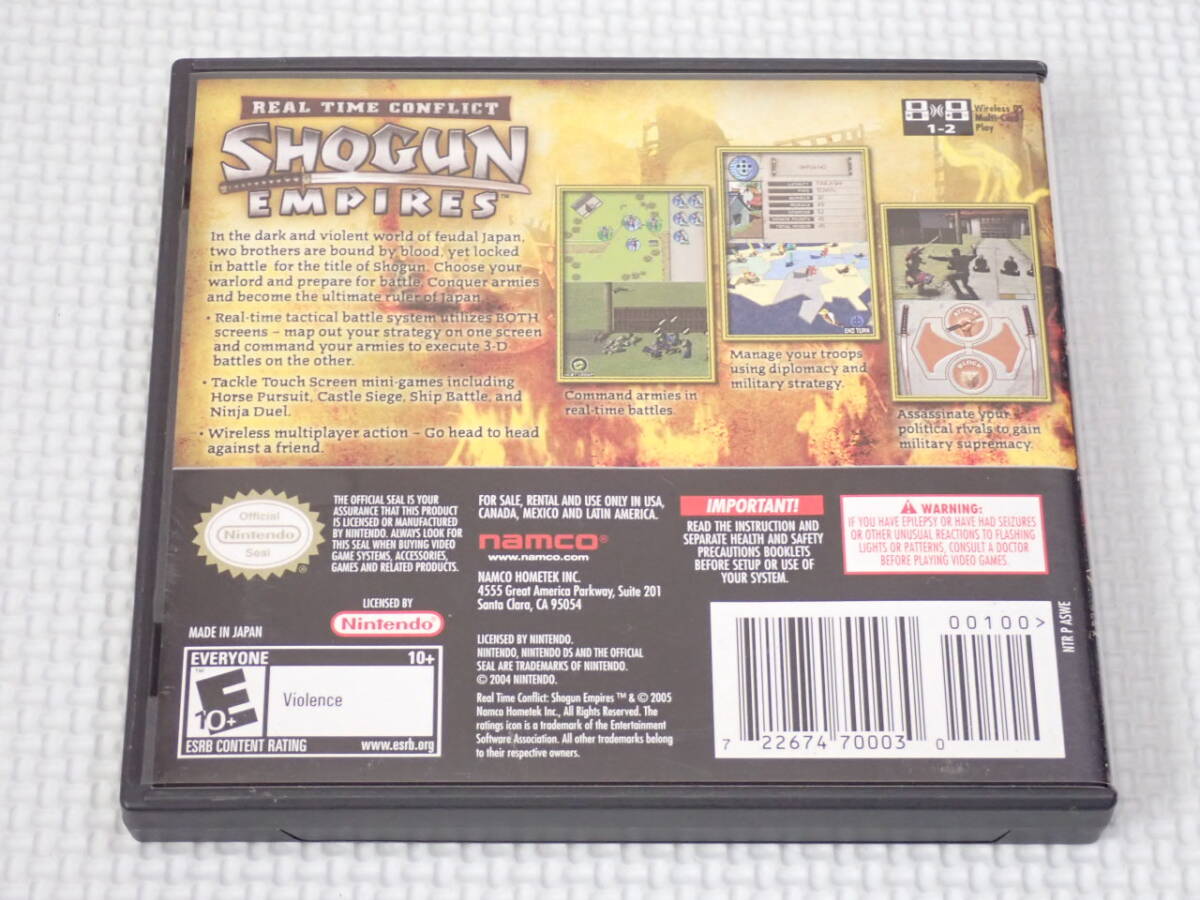 REAL TIME CONFLICT
SHOGUN
EMPIRES™
In the dark and violent world of feudal Japan,
two brothers are bound by blood, yet locked
in battle for the title of Shogun. Choose your
warlord and prepare for battle. Conquer armies
and become the ultimate ruler of Japan.
• Real-time tactical battle system utilizes BOTH
screens – map out your strategy on one screen
and command your armies to execute 3-D
battles on the other.
• Tackle Touch Screen mini-games including
Horse Pursuit, Castle Siege, Ship Battle, and
Ninja Duel.
• Wireless multiplayer action – Go head to head
against a friend.
Command armies in
real-time battles.
END TURN
Manage your troops
using diplomacy and
military strategy.
1-2
Wireless DS
Multi-Card
Play
ATTACK
BLOCK
Assassinate your
political rivals to gain
military supremacy.
Official
Nintendo
Seal
®
THE OFFICIAL SEAL IS YOUR
ASSURANCE THAT THIS PRODUCT
IS LICENSED OR MANUFACTURED
BY NINTENDO. ALWAYS LOOK FOR
THIS SEAL WHEN BUYING VIDEO
GAME SYSTEMS, ACCESSORIES,
GAMES AND RELATED PRODUCTS.
LICENSED BY
Nintendo®
MADE IN JAPAN
EVERYONE 10+
E
10+
Violence
ESRB CONTENT RATING www.esrb.org
FOR SALE, RENTAL AND USE ONLY IN USA,
CANADA, MEXICO AND LATIN AMERICA.
namco®
www.namco.com
NAMCO HOMETEK INC.
4555 Great America Parkway, Suite 201
Santa Clara, CA 95054
LICENSED BY NINTENDO.
NINTENDO, NINTENDO DS AND THE OFFICIAL
SEAL ARE TRADEMARKS OF NINTENDO.
© 2004 NINTENDO.
Real Time Conflict: Shogun Empires ™ & © 2005
Namco Hometek Inc., All Rights Reserved. The
ratings icon is a trademark of the Entertainment
Software Association. All other trademarks belong
to their respective owners.
IMPORTANT!
READ THE INSTRUCTION AND
SEPARATE HEALTH AND SAFETY
PRECAUTIONS BOOKLETS
BEFORE SETUP OR USE OF
YOUR SYSTEM.
WARNING:
IF YOU HAVE EPILEPSY OR HAVE HAD SEIZURES
OR OTHER UNUSUAL REACTIONS TO FLASHING
LIGHTS OR PATTERNS, CONSULT A DOCTOR
BEFORE PLAYING VIDEO GAMES.
00100>
7 22674 70003 0
NTR P ASWE